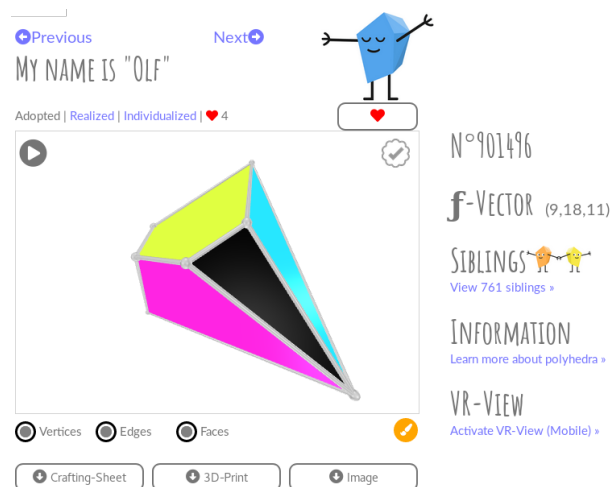 Previous
Next
My name is "Olf"
Adopted | Realized | Individualized | 4
N°901496
f-Vector (9,18,11)
Siblings
View 761 siblings »
Information
Learn more about polyhedra »
VR-View
Activate VR-View (Mobile) »
Vertices
Edges
Faces
Crafting-Sheet
3D-Print
Image